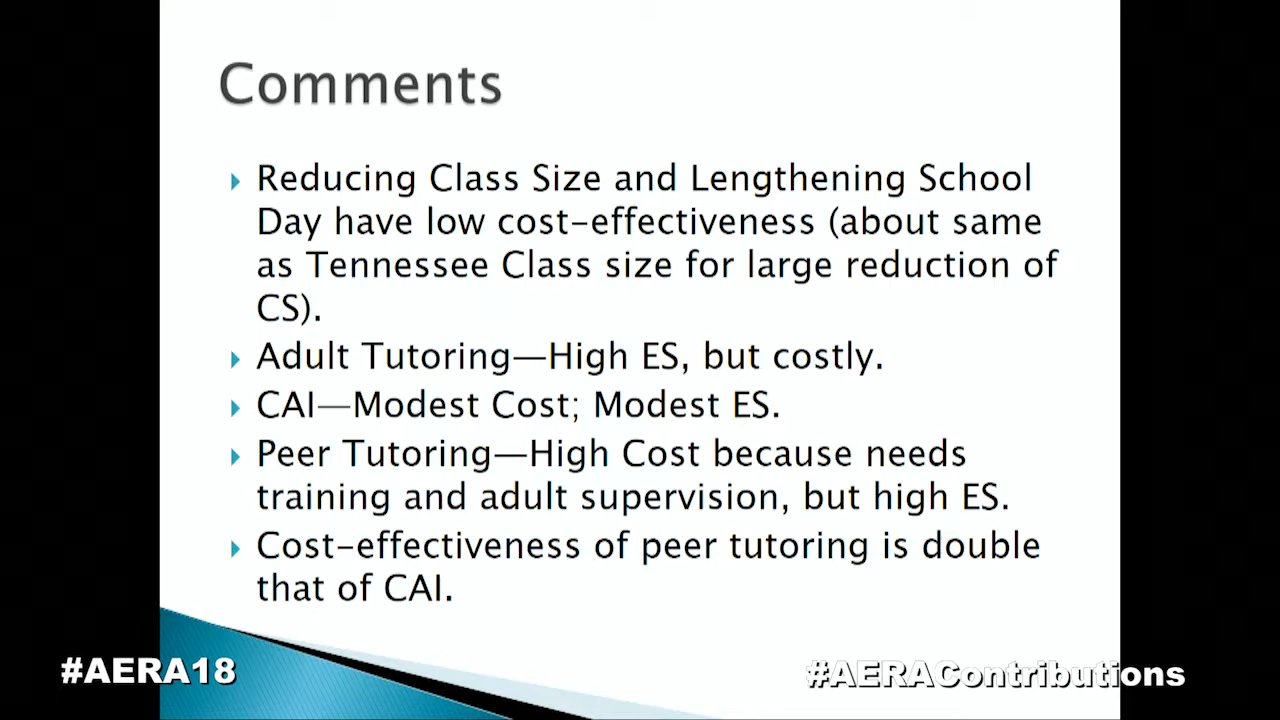 Comments
Reducing Class Size and Lengthening School
Day have low cost-effectiveness (about same
as Tennessee Class size for large reduction of
CS).
Adult Tutoring—High ES, but costly.
CAI—Modest Cost; Modest ES.
Peer Tutoring—High Cost because needs
training and adult supervision, but high ES.
Cost-effectiveness of peer tutoring is double
that of CAI.
#AERA18
#AERAContributions